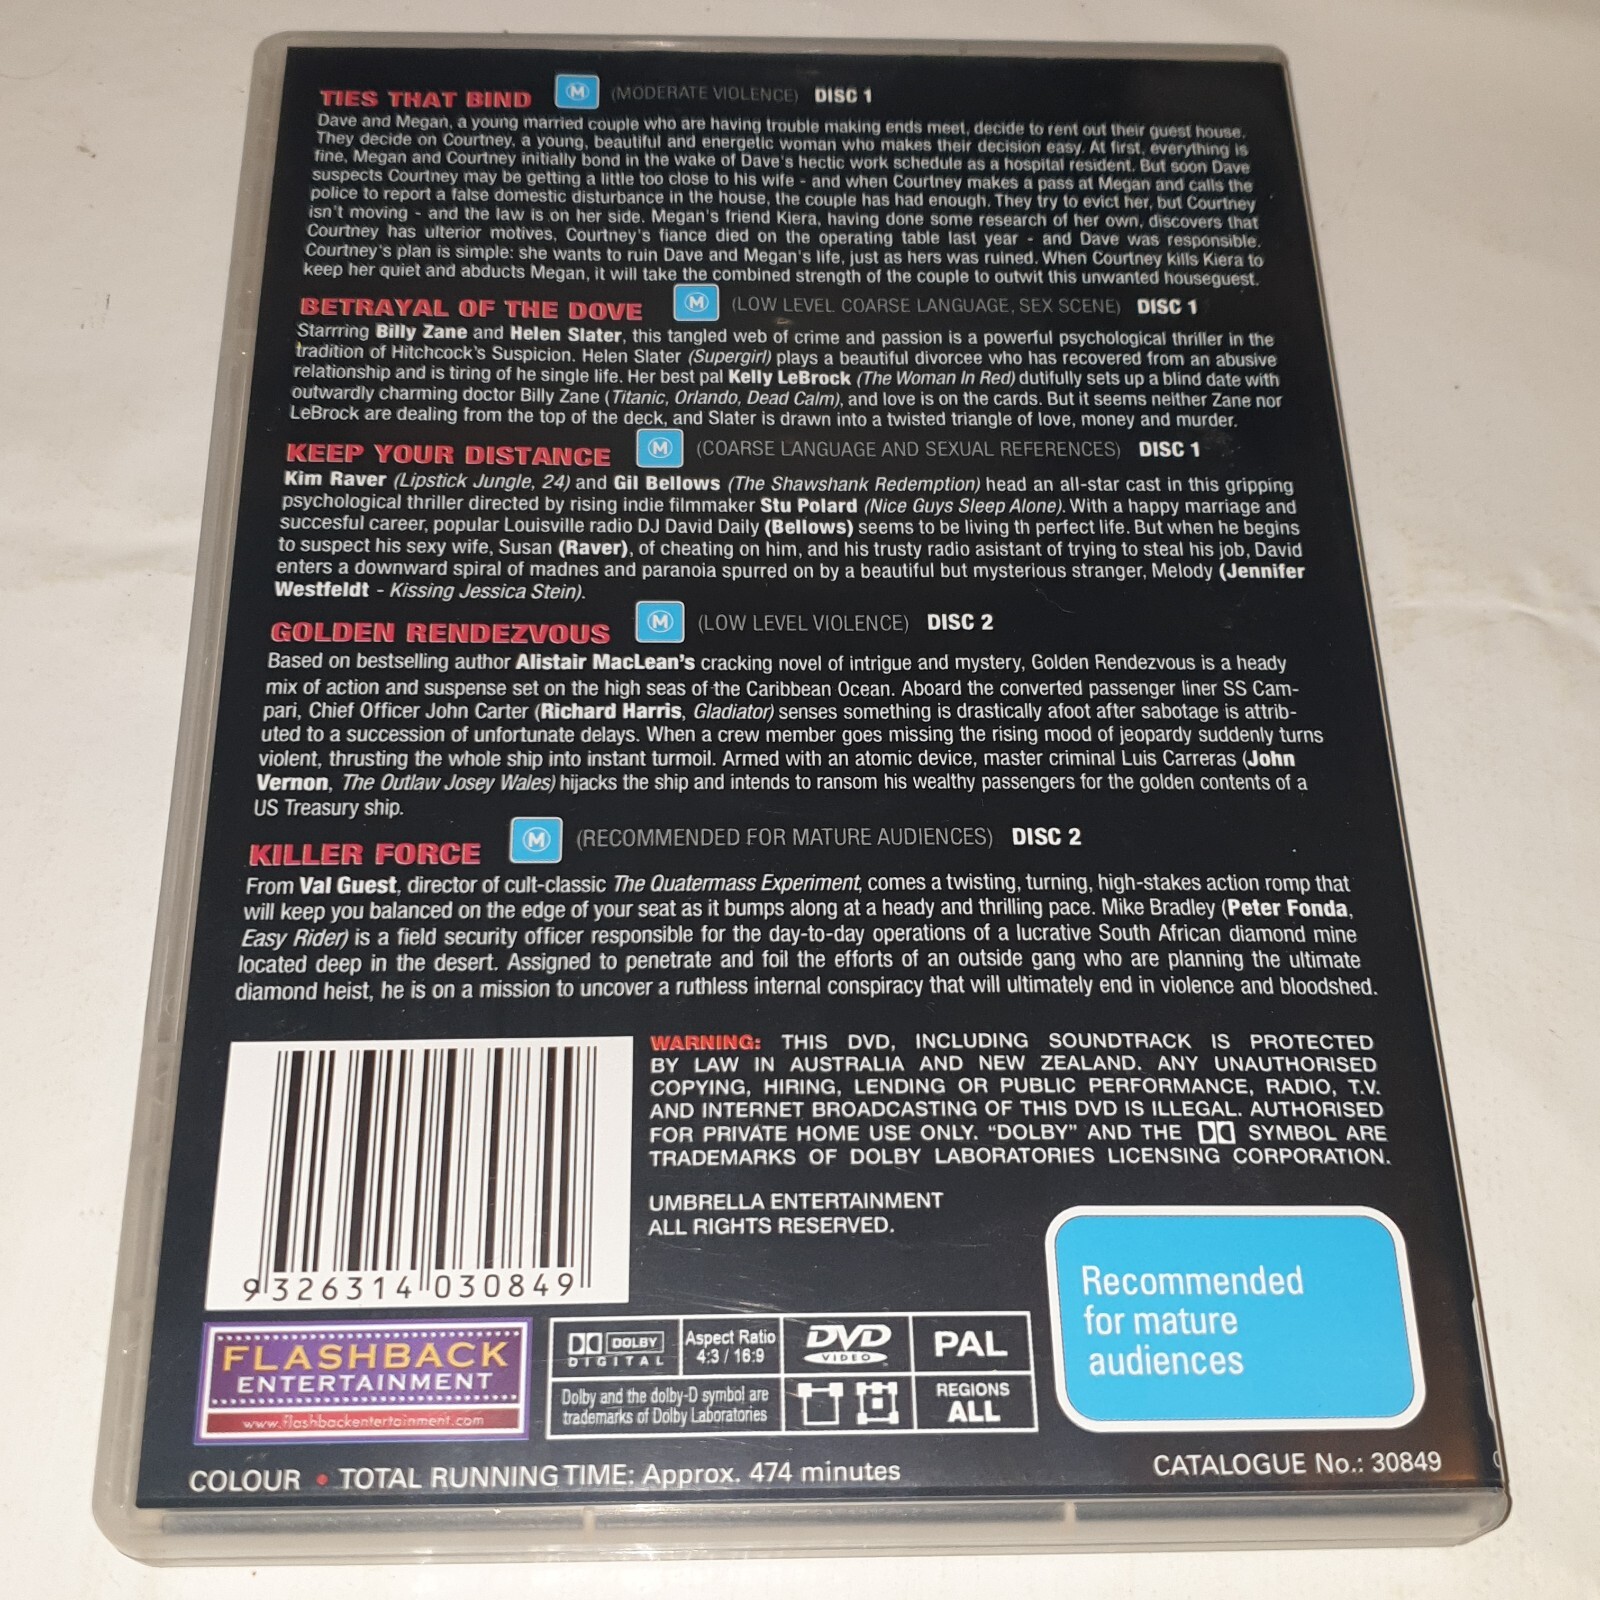 TIES THAT BIND M (MODERATE VIOLENCE) DISC 1
Dave and Megan, a young married couple who are having trouble making ends meet, decide to rent out their guest house.
They decide on Courtney, a young, beautiful and energetic woman who makes their decision easy. At first, everything is
fine, Megan and Courtney initially bond in the wake of Dave's hectic work schedule as a hospital resident. But soon Dave
suspects Courtney may be getting a little too close to his wife - and when Courtney makes a pass at Megan and calls the
police to report a false domestic disturbance in the house, the couple has had enough. They try to evict her, but Courtney
isn't moving - and the law is on her side. Megan's friend Kiera, having done some research of her own, discovers that
Courtney has ulterior motives, Courtney's fiance died on the operating table last year - and Dave was responsible.
Courtney's plan is simple: she wants to ruin Dave and Megan's life, just as hers was ruined. When Courtney kills Kiera to
keep her quiet and abducts Megan, it will take the combined strength of the couple to outwit this unwanted houseguest.
BETRAYAL OF THE DOVE M (LOW LEVEL COARSE LANGUAGE, SEX SCENE) DISC 1
Starrring Billy Zane and Helen Slater, this tangled web of crime and passion is a powerful psychological thriller in the
tradition of Hitchcock's Suspicion. Helen Slater (Supergirl) plays a beautiful divorcee who has recovered from an abusive
relationship and is tiring of he single life. Her best pal Kelly LeBrock (The Woman In Red) dutifully sets up a blind date with
outwardly charming doctor Billy Zane (Titanic, Orlando, Dead Calm), and love is on the cards. But it seems neither Zane nor
LeBrock are dealing from the top of the deck, and Slater is drawn into a twisted triangle of love, money and murder.
KEEP YOUR DISTANCE M (COARSE LANGUAGE AND SEXUAL REFERENCES) DISC 1
Kim Raver (Lipstick Jungle, 24) and Gil Bellows (The Shawshank Redemption) head an all-star cast in this gripping
psychological thriller directed by rising indie filmmaker Stu Polard (Nice Guys Sleep Alone). With a happy marriage and
succesful career, popular Louisville radio DJ David Daily (Bellows) seems to be living th perfect life. But when he begins
to suspect his sexy wife, Susan (Raver), of cheating on him, and his trusty radio asistant of trying to steal his job, David
enters a downward spiral of madnes and paranoia spurred on by a beautiful but mysterious stranger, Melody (Jennifer
Westfeldt - Kissing Jessica Stein).
GOLDEN RENDEZVOUS M (LOW LEVEL VIOLENCE) DISC 2
Based on bestselling author Alistair MacLean's cracking novel of intrigue and mystery, Golden Rendezvous is a heady
mix of action and suspense set on the high seas of the Caribbean Ocean. Aboard the converted passenger liner SS Cam-
pari, Chief Officer John Carter (Richard Harris, Gladiator) senses something is drastically afoot after sabotage is attrib-
uted to a succession of unfortunate delays. When a crew member goes missing the rising mood of jeopardy suddenly turns
violent, thrusting the whole ship into instant turmoil. Armed with an atomic device, master criminal Luis Carreras (John
Vernon, The Outlaw Josey Wales) hijacks the ship and intends to ransom his wealthy passengers for the golden contents of a
US Treasury ship.
KILLER FORCE M (RECOMMENDED FOR MATURE AUDIENCES) DISC 2
From Val Guest, director of cult-classic The Quatermass Experiment, comes a twisting, turning, high-stakes action romp that
will keep you balanced on the edge of your seat as it bumps along at a heady and thrilling pace. Mike Bradley (Peter Fonda,
Easy Rider) is a field security officer responsible for the day-to-day operations of a lucrative South African diamond mine
located deep in the desert. Assigned to penetrate and foil the efforts of an outside gang who are planning the ultimate
diamond heist, he is on a mission to uncover a ruthless internal conspiracy that will ultimately end in violence and bloodshed.
WARNING: THIS DVD, INCLUDING SOUNDTRACK IS PROTECTED
BY LAW IN AUSTRALIA AND NEW ZEALAND. ANY UNAUTHORISED
COPYING, HIRING, LENDING OR PUBLIC PERFORMANCE, RADIO, T.V.
AND INTERNET BROADCASTING OF THIS DVD IS ILLEGAL. AUTHORISED
FOR PRIVATE HOME USE ONLY. "DOLBY" AND THE SYMBOL ARE
TRADEMARKS OF DOLBY LABORATORIES LICENSING CORPORATION.
UMBRELLA ENTERTAINMENT
ALL RIGHTS RESERVED.
9 326314 030849
Recommended
for mature
audiences
FLASHBACK
ENTERTAINMENT
www.flashbackentertainment.com
DOLBY
DIGITAL
Aspect Ratio
4:3 / 16:9
DVD
VIDEO
PAL
Dolby and the dolby-D symbol are
trademarks of Dolby Laboratories
REGIONS
ALL
COLOUR • TOTAL RUNNING TIME: Approx. 474 minutes
CATALOGUE No.: 30849